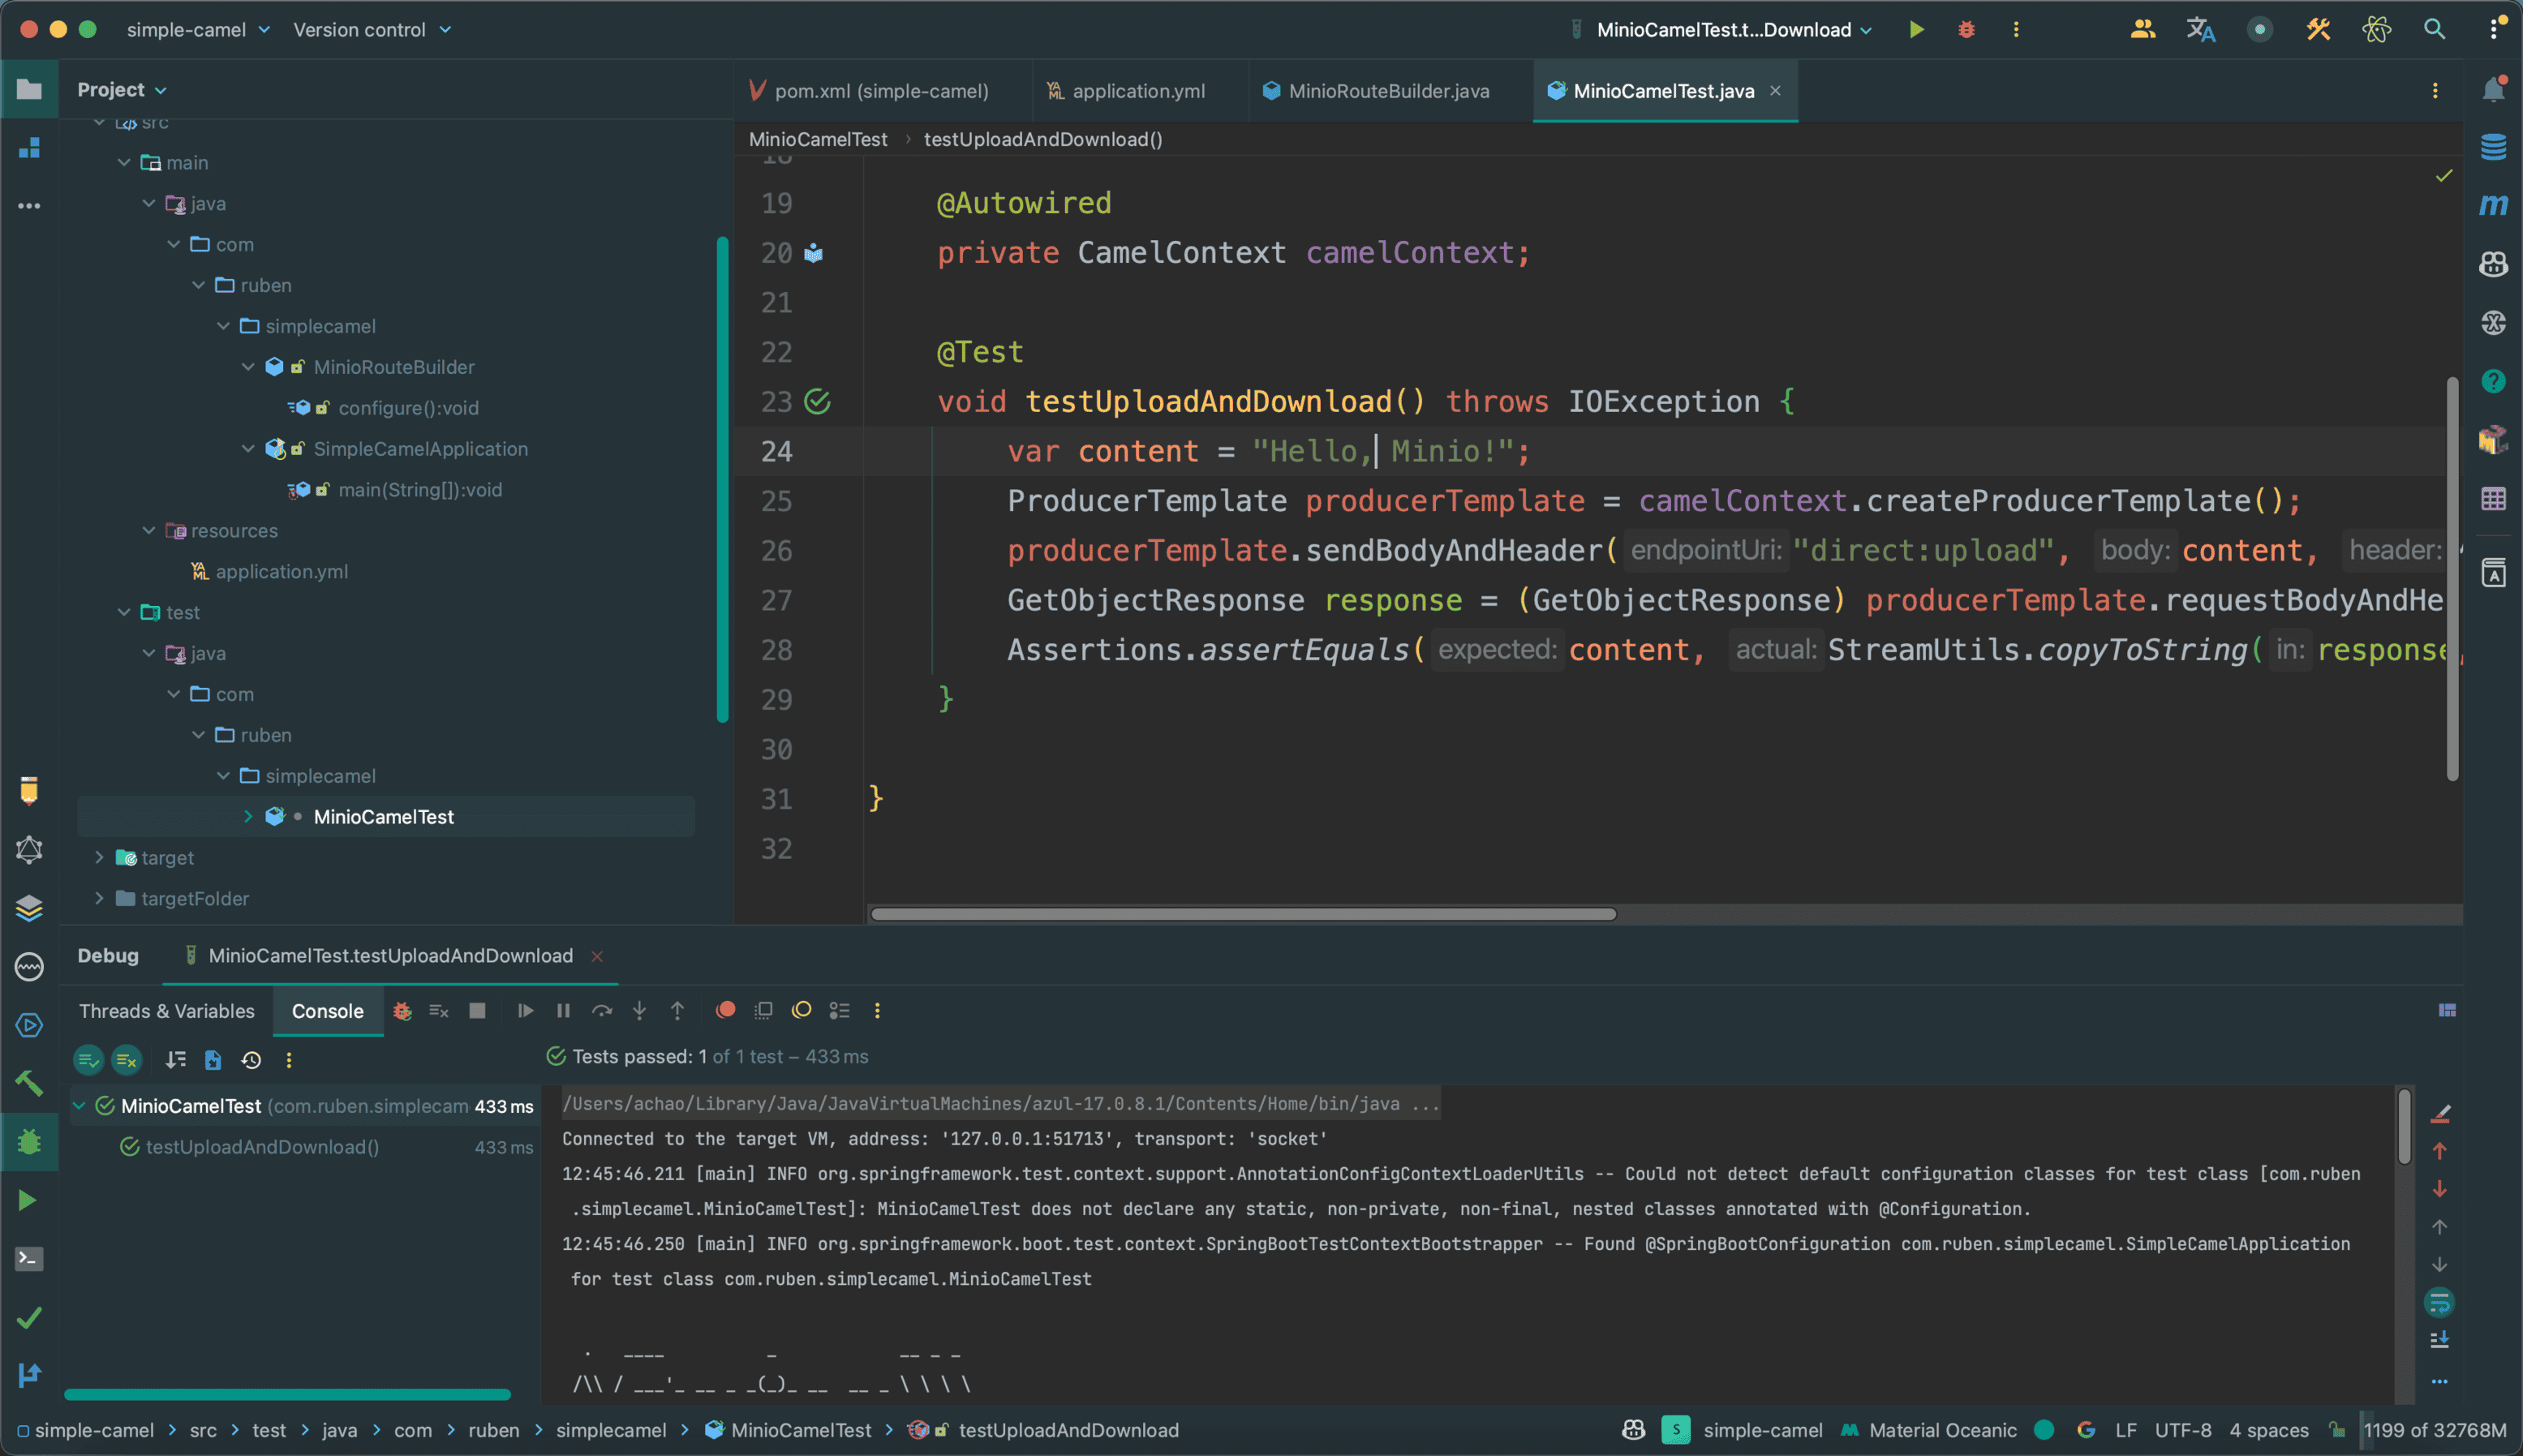 simple-camel Version control MinioCamelTest.t...Download
Project
src
main
java
com
ruben
simplecamel
MinioRouteBuilder
configure():void
SimpleCamelApplication
main(String[]):void
resources
application.yml
test
java
com
ruben
simplecamel
MinioCamelTest
target
targetFolder
pom.xml (simple-camel) application.yml MinioRouteBuilder.java MinioCamelTest.java
MinioCamelTest › testUploadAndDownload()
18
19 @Autowired
20 private CamelContext camelContext;
21
22 @Test
23 void testUploadAndDownload() throws IOException {
24 var content = "Hello, Minio!";
25 ProducerTemplate producerTemplate = camelContext.createProducerTemplate();
26 producerTemplate.sendBodyAndHeader( endpointUri: "direct:upload", body: content, header:
27 GetObjectResponse response = (GetObjectResponse) producerTemplate.requestBodyAndHe
28 Assertions.assertEquals( expected: content, actual: StreamUtils.copyToString( in: response,
29 }
30
31 }
32
Debug MinioCamelTest.testUploadAndDownload
Threads & Variables Console
Tests passed: 1 of 1 test – 433 ms
MinioCamelTest (com.ruben.simplecam 433 ms
testUploadAndDownload() 433 ms
/Users/achao/Library/Java/JavaVirtualMachines/azul-17.0.8.1/Contents/Home/bin/java ...
Connected to the target VM, address: '127.0.0.1:51713', transport: 'socket'
12:45:46.211 [main] INFO org.springframework.test.context.support.AnnotationConfigContextLoaderUtils -- Could not detect default configuration classes for test class [com.ruben
.simplecamel.MinioCamelTest]: MinioCamelTest does not declare any static, non-private, non-final, nested classes annotated with @Configuration.
12:45:46.250 [main] INFO org.springframework.boot.test.context.SpringBootTestContextBootstrapper -- Found @SpringBootConfiguration com.ruben.simplecamel.SimpleCamelApplication
for test class com.ruben.simplecamel.MinioCamelTest
  .   ____          _            __ _ _
 /\\ / ___'_ __ _ _(_)_ __  __ _ \ \ \ \
simple-camel › src › test › java › com › ruben › simplecamel › MinioCamelTest › testUploadAndDownload
S simple-camel Material Oceanic LF UTF-8 4 spaces 1199 of 32768M